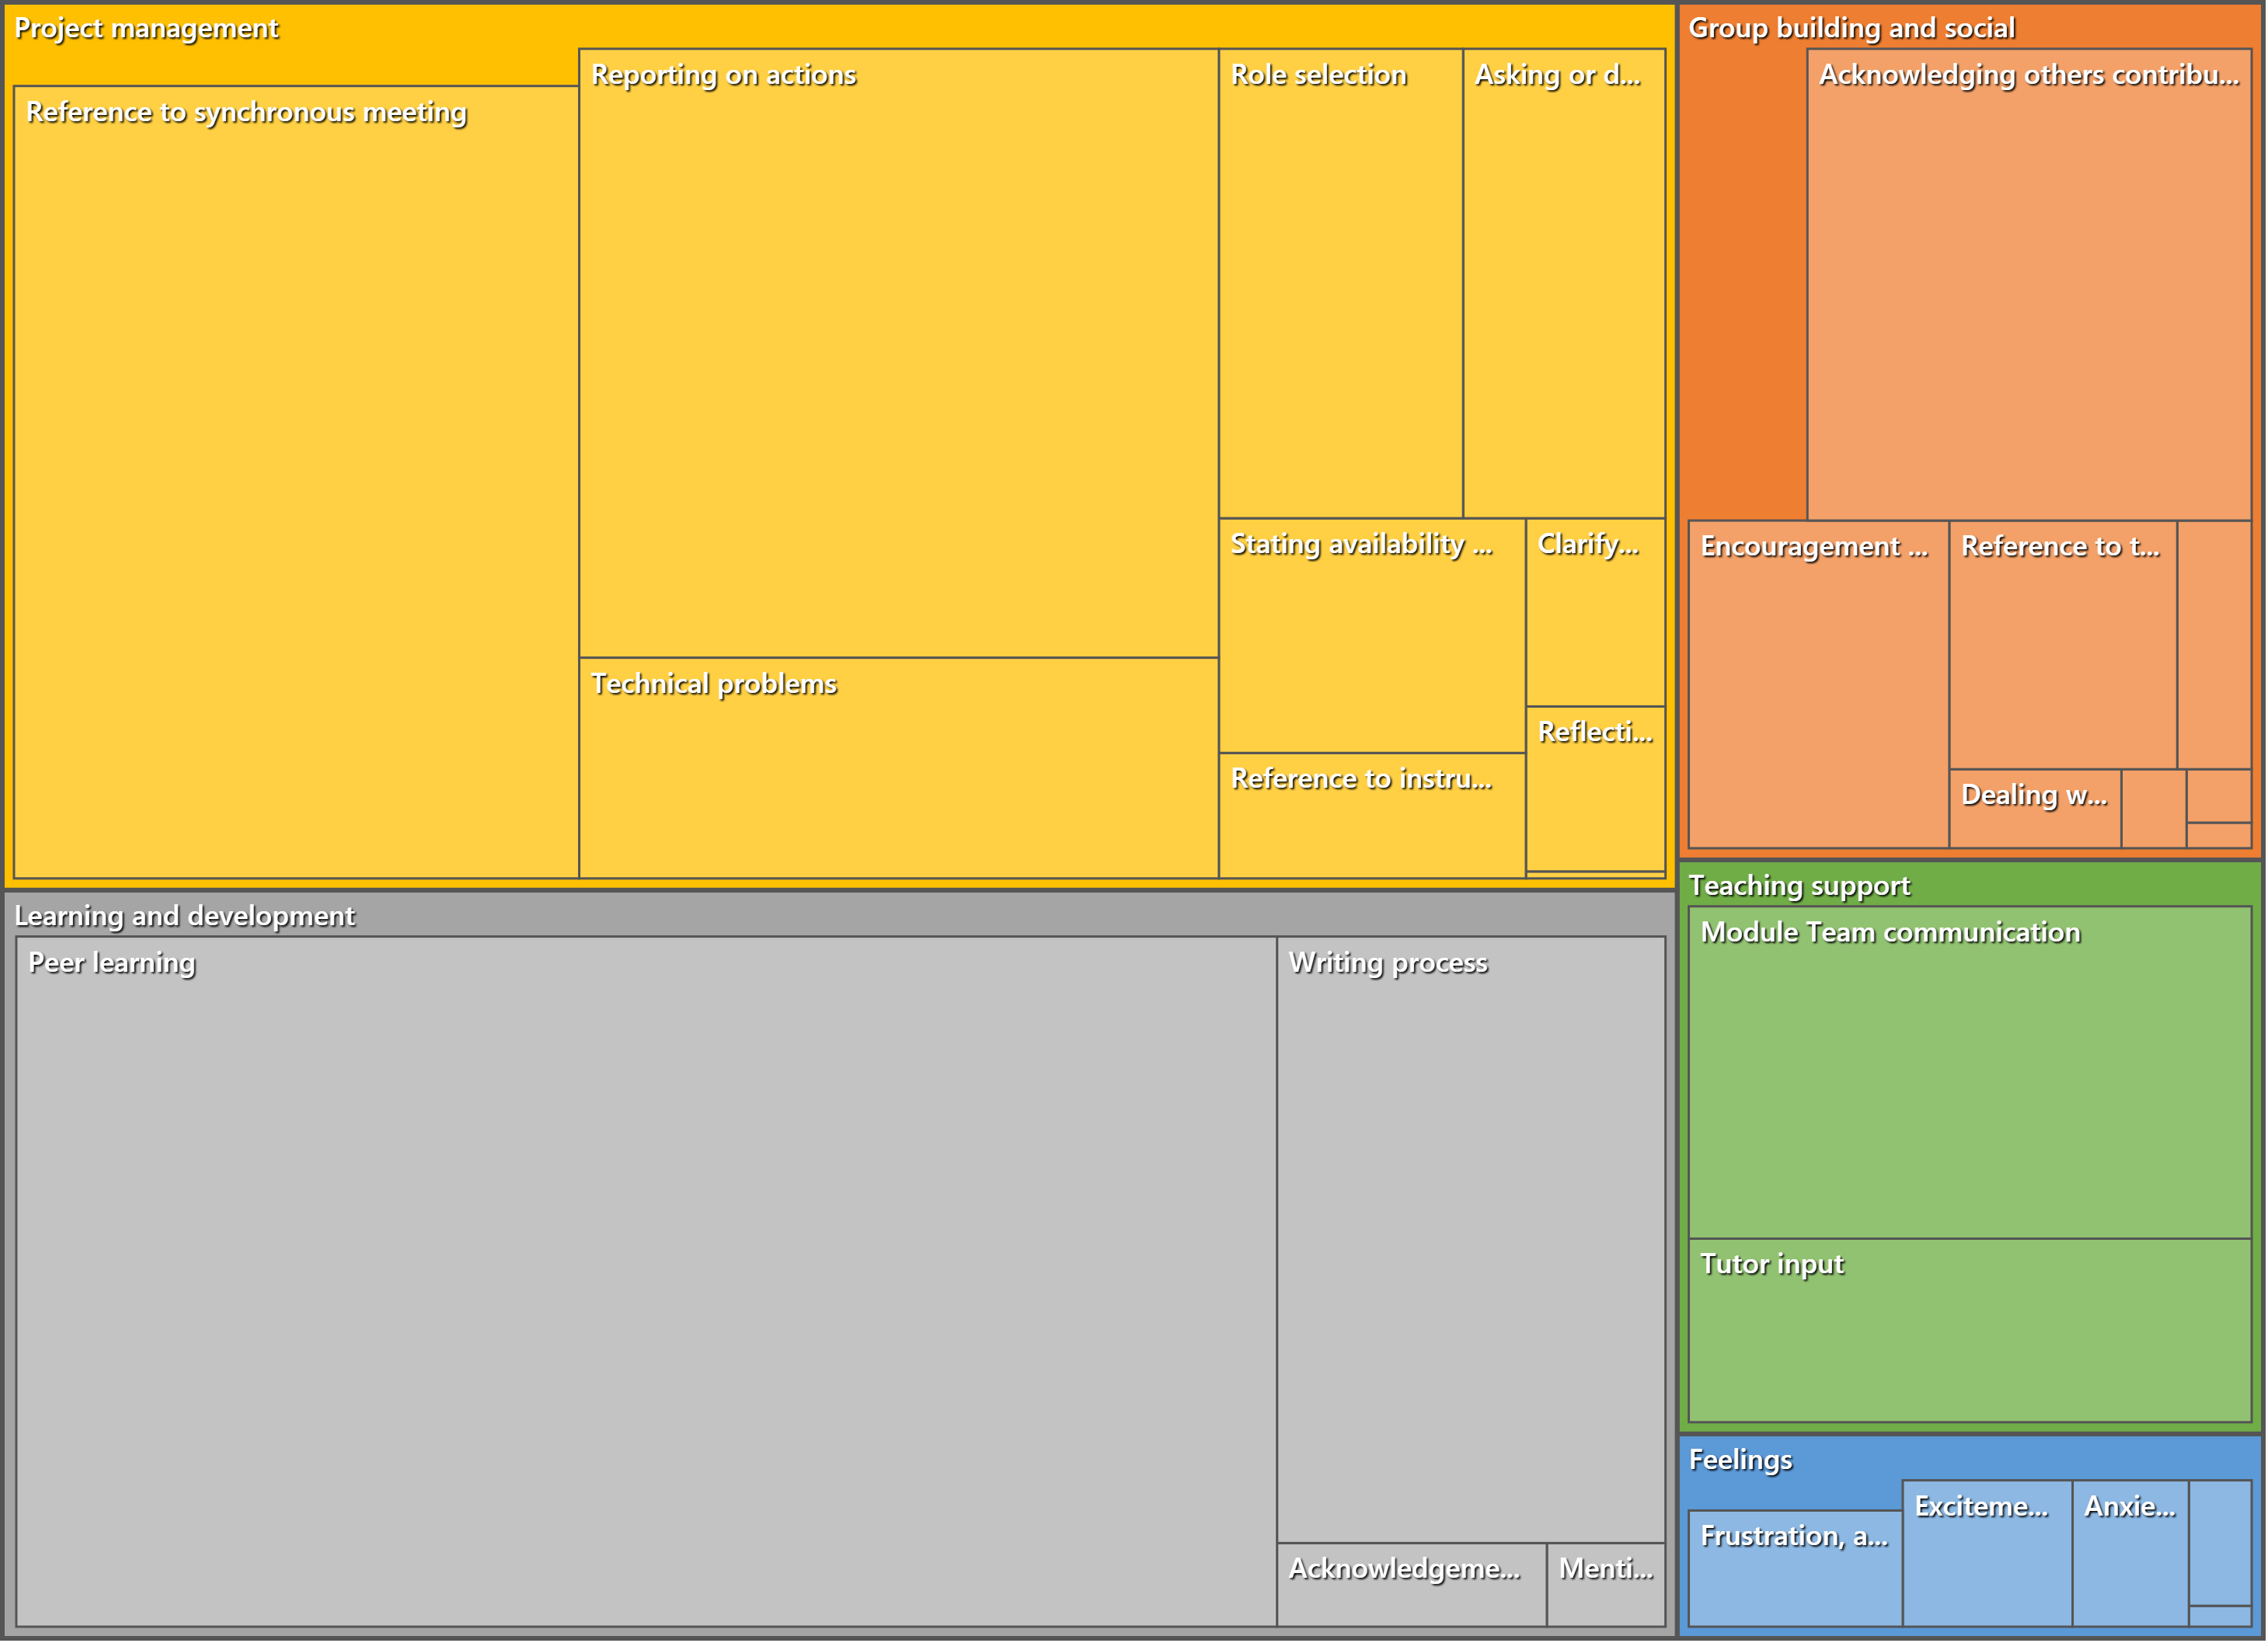 Project management
Reference to synchronous meeting
Reporting on actions
Technical problems
Role selection
Asking or d...
Stating availability ...
Clarify...
Reflecti...
Reference to instru...
Group building and social
Acknowledging others contribu...
Encouragement ...
Reference to t...
Dealing w...
Learning and development
Peer learning
Writing process
Acknowledgeme...
Menti...
Teaching support
Module Team communication
Tutor input
Feelings
Frustration, a...
Exciteme...
Anxie...